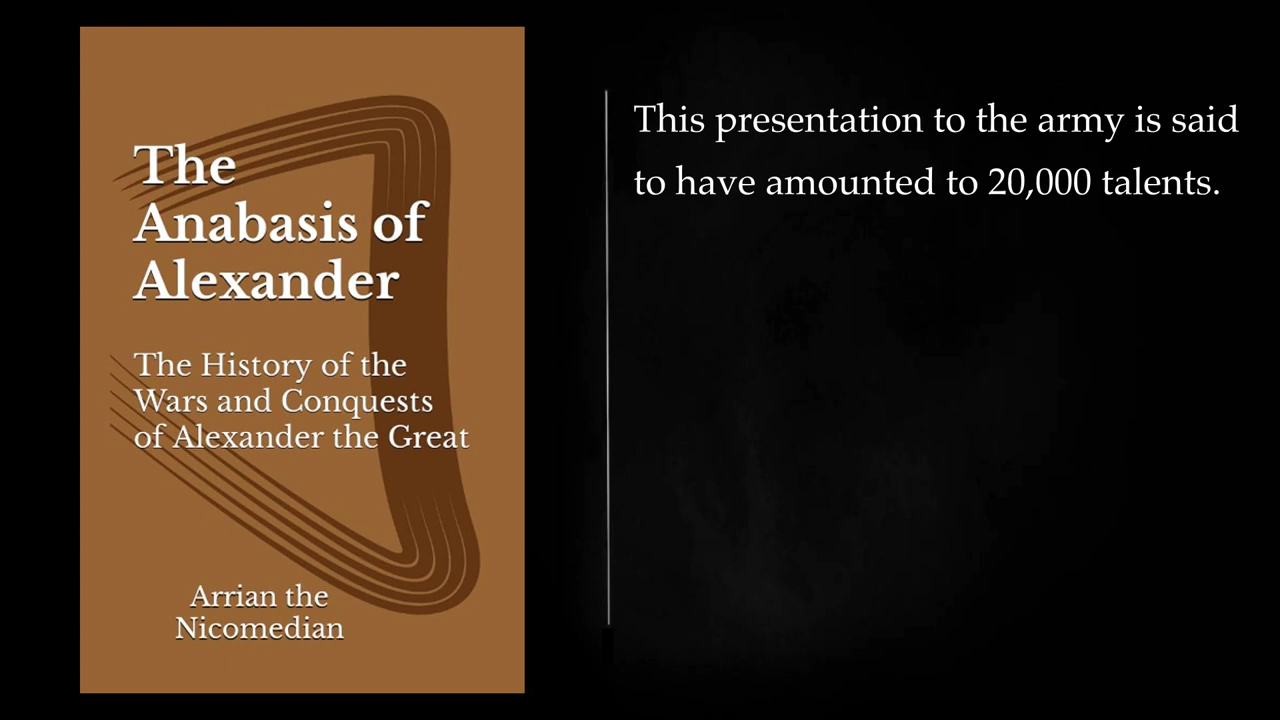 The
Anabasis of
Alexander
The History of the
Wars and Conquests
of Alexander the Great
Arrian the
Nicomedian
This presentation to the army is said
to have amounted to 20,000 talents.